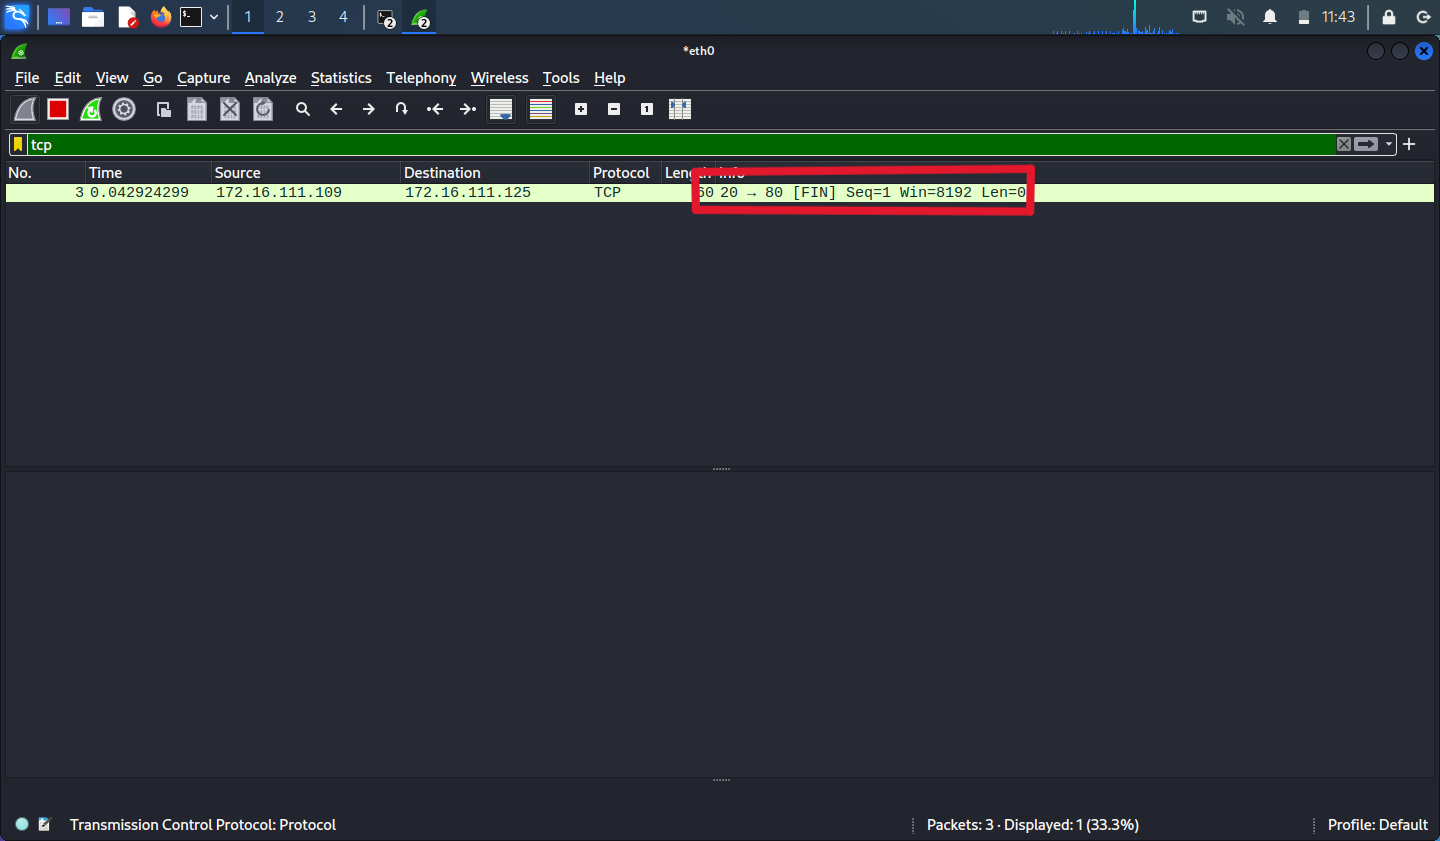 1 2 3 4 2 2 11:43
*eth0
File Edit View Go Capture Analyze Statistics Telephony Wireless Tools Help
tcp
No. Time Source Destination Protocol Length Info
3 0.042924299 172.16.111.109 172.16.111.125 TCP 60 20 → 80 [FIN] Seq=1 Win=8192 Len=0
Transmission Control Protocol: Protocol Packets: 3 · Displayed: 1 (33.3%) Profile: Default